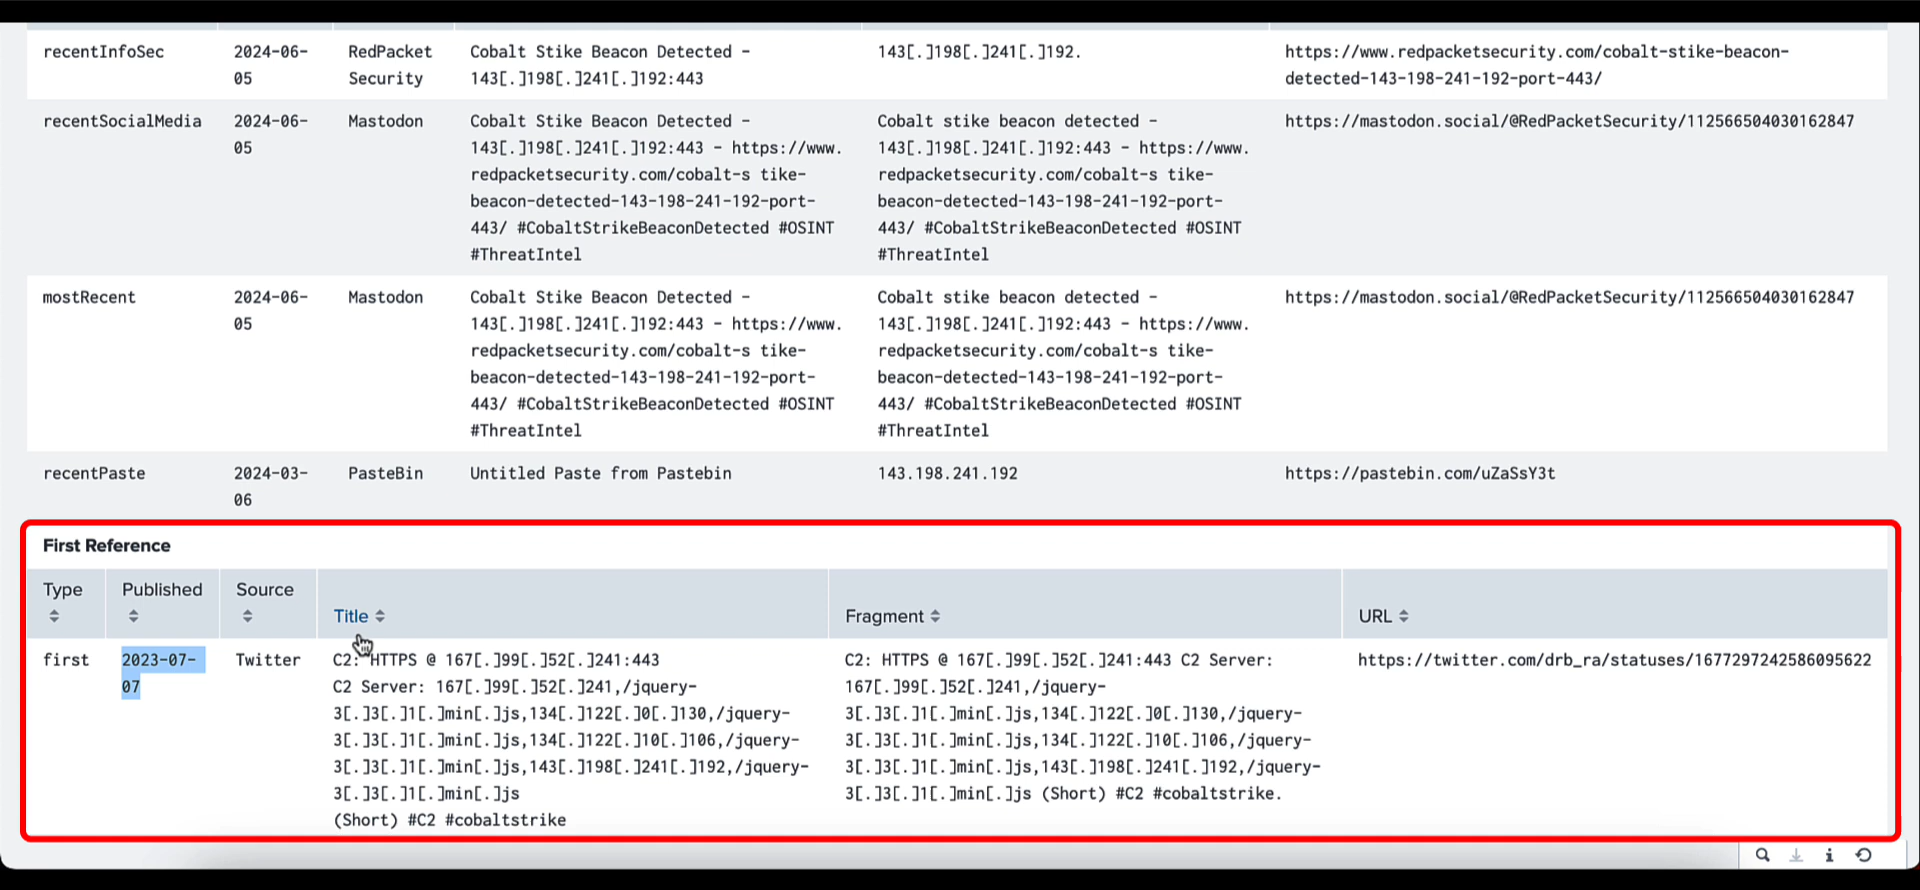 recentInfoSec 2024-06- RedPacket Cobalt Stike Beacon Detected – 143[.]198[.]241[.]192. https://www.redpacketsecurity.com/cobalt-stike-beacon-
05 Security 143[.]198[.]241[.]192:443 detected-143-198-241-192-port-443/
recentSocialMedia 2024-06- Mastodon Cobalt Stike Beacon Detected – Cobalt stike beacon detected – https://mastodon.social/@RedPacketSecurity/112566504030162847
05 143[.]198[.]241[.]192:443 - https://www. 143[.]198[.]241[.]192:443 - https://www.
redpacketsecurity.com/cobalt-s tike- redpacketsecurity.com/cobalt-s tike-
beacon-detected-143-198-241-192-port- beacon-detected-143-198-241-192-port-
443/ #CobaltStrikeBeaconDetected #OSINT 443/ #CobaltStrikeBeaconDetected #OSINT
#ThreatIntel #ThreatIntel
mostRecent 2024-06- Mastodon Cobalt Stike Beacon Detected – Cobalt stike beacon detected – https://mastodon.social/@RedPacketSecurity/112566504030162847
05 143[.]198[.]241[.]192:443 - https://www. 143[.]198[.]241[.]192:443 - https://www.
redpacketsecurity.com/cobalt-s tike- redpacketsecurity.com/cobalt-s tike-
beacon-detected-143-198-241-192-port- beacon-detected-143-198-241-192-port-
443/ #CobaltStrikeBeaconDetected #OSINT 443/ #CobaltStrikeBeaconDetected #OSINT
#ThreatIntel #ThreatIntel
recentPaste 2024-03- PasteBin Untitled Paste from Pastebin 143.198.241.192 https://pastebin.com/uZaSsY3t
06
First Reference
Type Published Source
Title Fragment URL
first 2023-07- Twitter C2: HTTPS @ 167[.]99[.]52[.]241:443 C2: HTTPS @ 167[.]99[.]52[.]241:443 C2 Server: https://twitter.com/drb_ra/statuses/1677297242586095622
07 C2 Server: 167[.]99[.]52[.]241,/jquery- 167[.]99[.]52[.]241,/jquery-
3[.]3[.]1[.]min[.]js,134[.]122[.]0[.]130,/jquery- 3[.]3[.]1[.]min[.]js,134[.]122[.]0[.]130,/jquery-
3[.]3[.]1[.]min[.]js,134[.]122[.]10[.]106,/jquery- 3[.]3[.]1[.]min[.]js,134[.]122[.]10[.]106,/jquery-
3[.]3[.]1[.]min[.]js,143[.]198[.]241[.]192,/jquery- 3[.]3[.]1[.]min[.]js,143[.]198[.]241[.]192,/jquery-
3[.]3[.]1[.]min[.]js 3[.]3[.]1[.]min[.]js (Short) #C2 #cobaltstrike.
(Short) #C2 #cobaltstrike